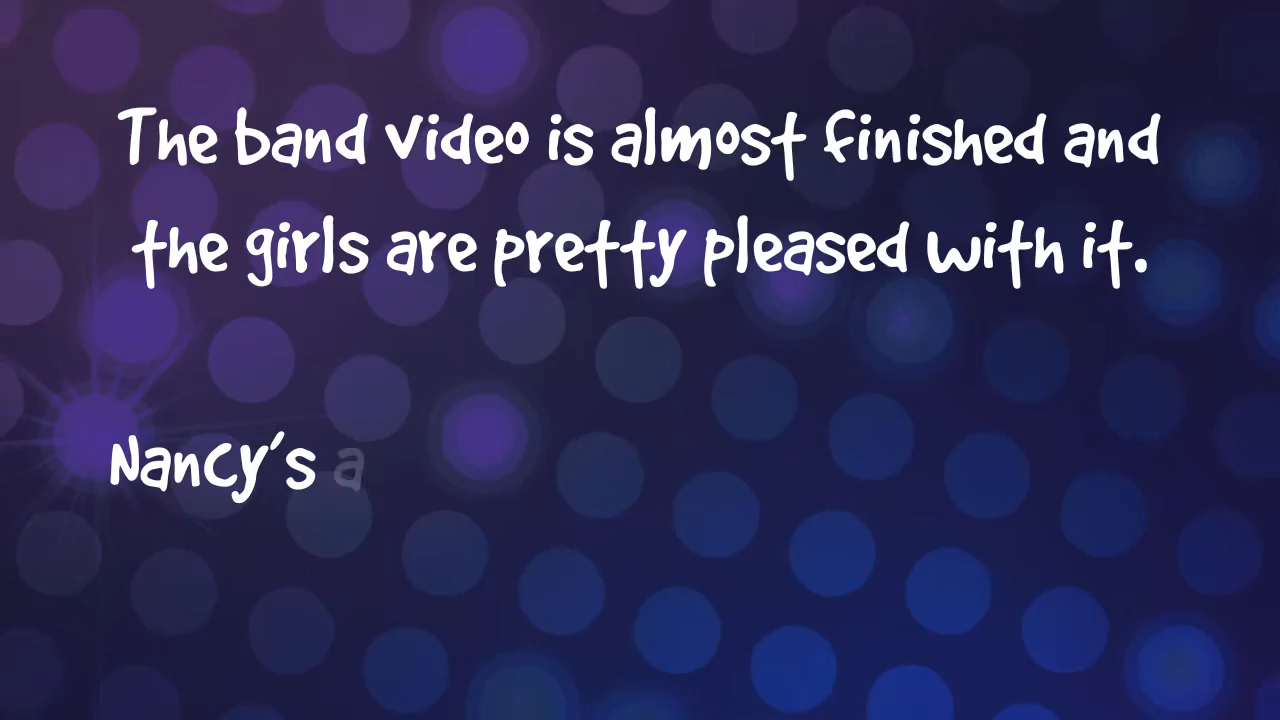 The band video is almost finished and
the girls are pretty pleased with it.
Nancy's a